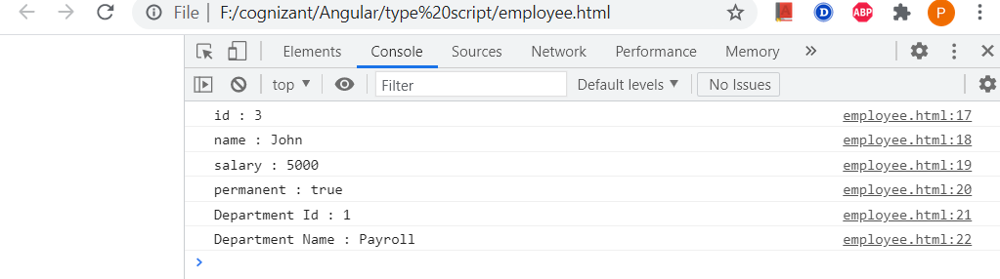 File F:/cognizant/Angular/type%20script/employee.html ABP P
Elements Console Sources Network Performance Memory
top Filter Default levels No Issues
id : 3 employee.html:17
name : John employee.html:18
salary : 5000 employee.html:19
permanent : true employee.html:20
Department Id : 1 employee.html:21
Department Name : Payroll employee.html:22